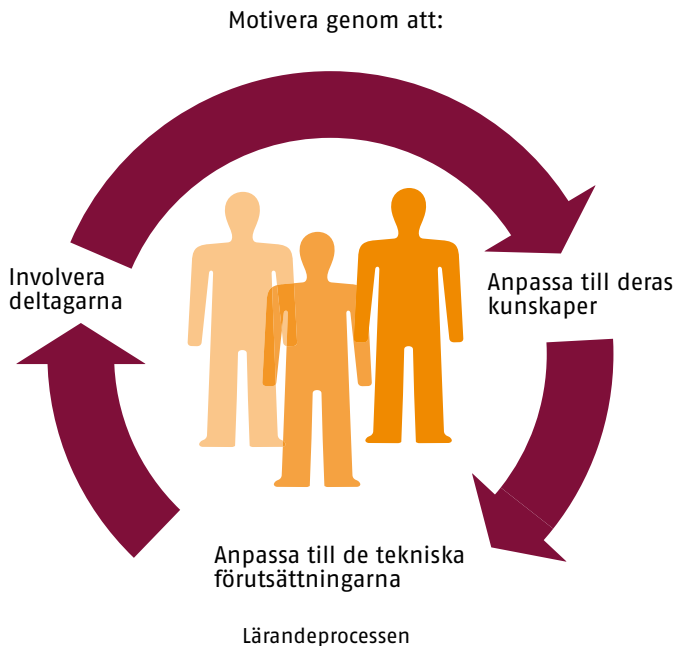 Motivera genom att:
Involvera
deltagarna
Anpassa till deras
kunskaper
Anpassa till de tekniska
förutsättningarna
Lärandeprocessen